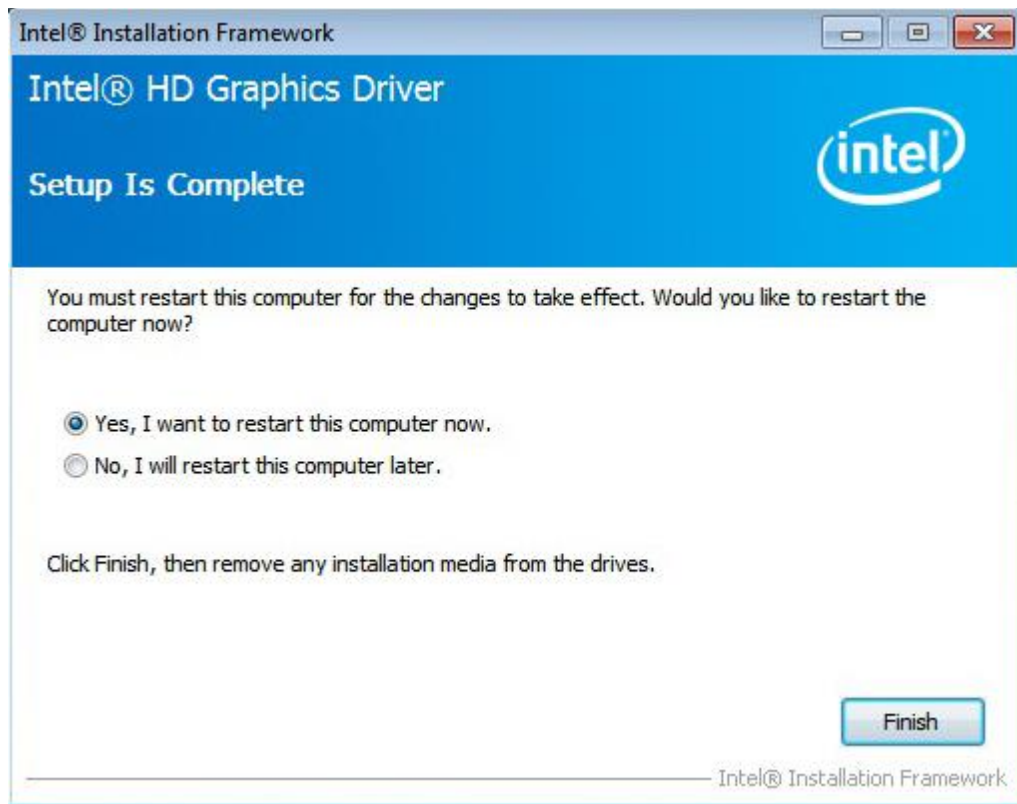 Intel® Installation Framework
Intel® HD Graphics Driver
intel®
Setup Is Complete
You must restart this computer for the changes to take effect. Would you like to restart the
computer now?
Yes, I want to restart this computer now.
No, I will restart this computer later.
Click Finish, then remove any installation media from the drives.
Finish
Intel® Installation Framework